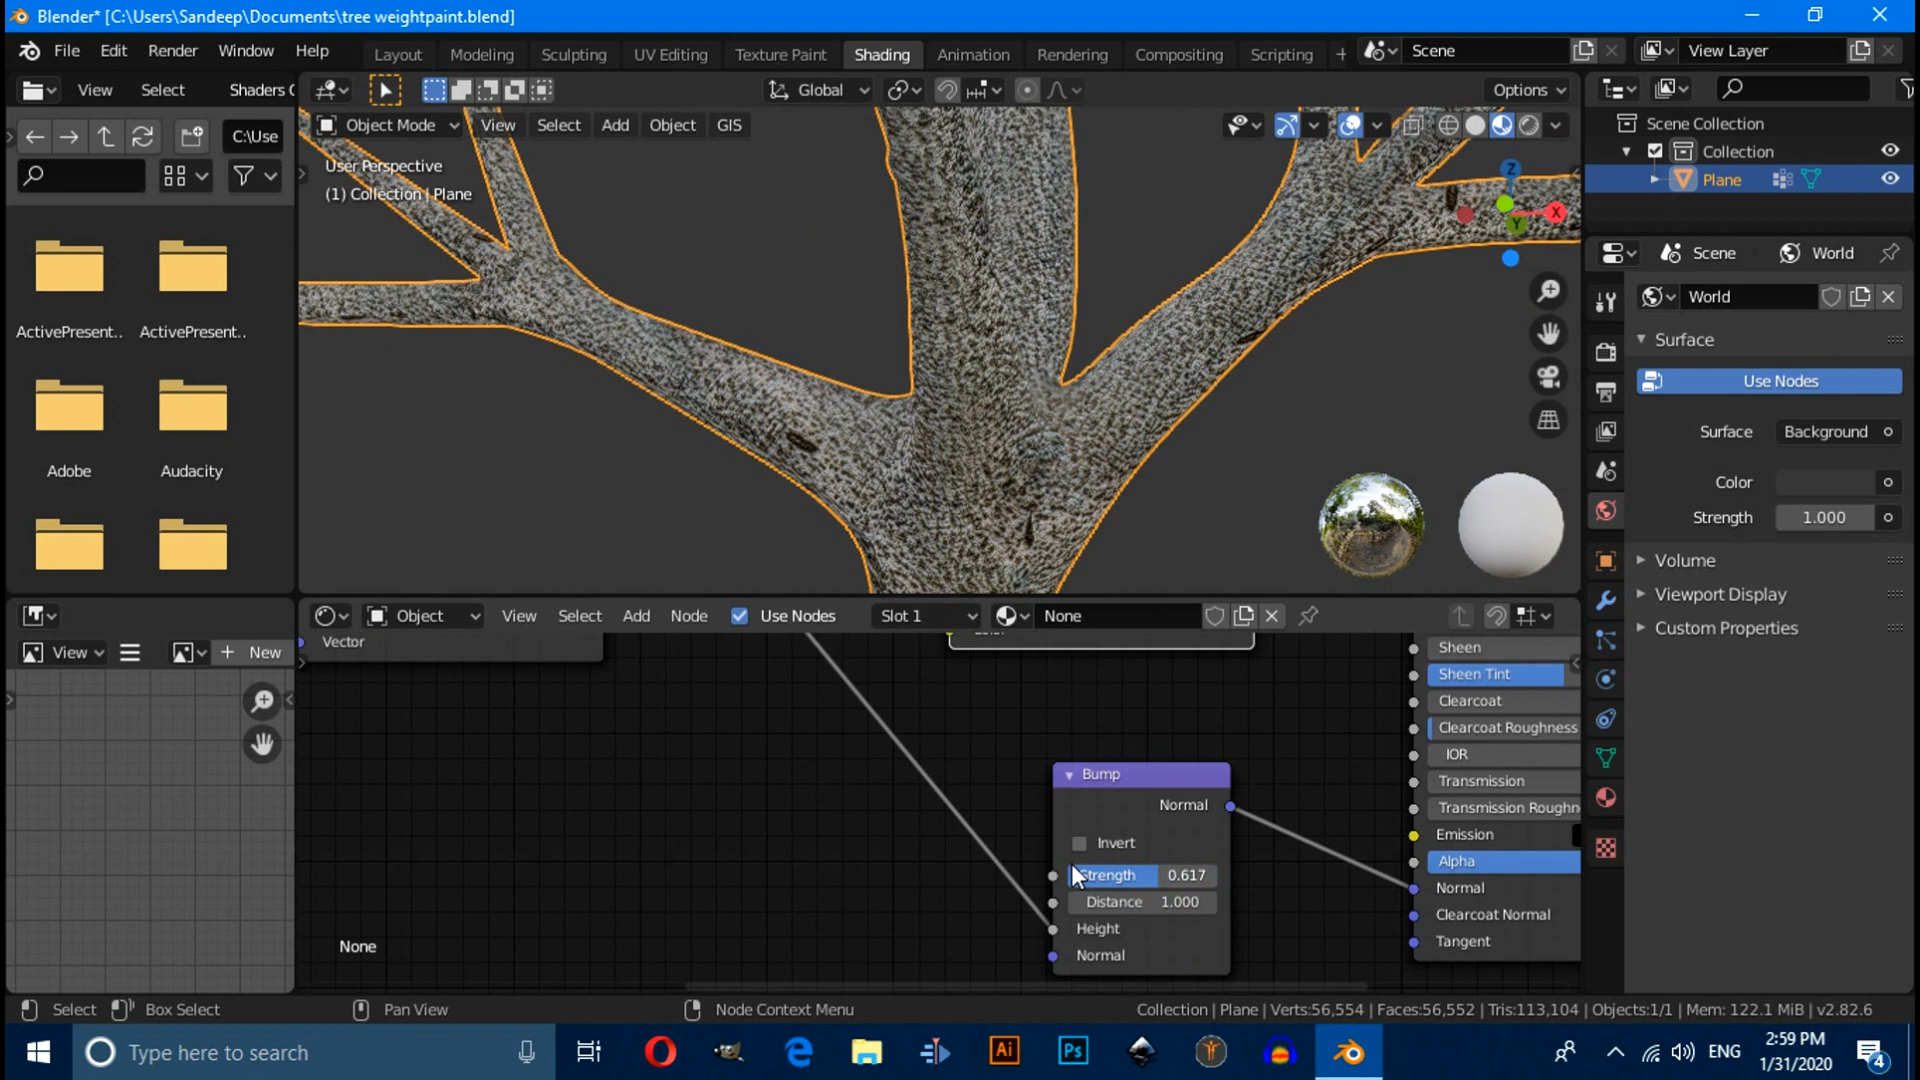 Blender* [C:\Users\Sandeep\Documents\tree weightpaint.blend]
File Edit Render Window Help
Layout Modeling Sculpting UV Editing Texture Paint Shading Animation Rendering Compositing Scripting +
Scene
View Layer
View Select Shaders C
Global
Options
C:\Use
Object Mode View Select Add Object GIS
User Perspective
(1) Collection | Plane
Z
X
Y
Scene Collection
Collection
Plane
ActivePresent..
ActivePresent..
Adobe
Audacity
Scene World
World
Surface
Use Nodes
Surface Background
Color
Strength 1.000
Volume
Viewport Display
Custom Properties
Object View Select Add Node Use Nodes Slot 1 None
View + New
Vector
Sheen
Sheen Tint
Clearcoat
Clearcoat Roughness
IOR
Transmission
Transmission Roughn
Emission
Alpha
Normal
Clearcoat Normal
Tangent
Bump
Normal
Invert
Strength 0.617
Distance 1.000
Height
Normal
None
Select Box Select Pan View Node Context Menu
Collection | Plane | Verts:56,554 | Faces:56,552 | Tris:113,104 | Objects:1/1 | Mem: 122.1 MiB | v2.82.6
Type here to search
Ai
Ps
ENG
2:59 PM
1/31/2020
4